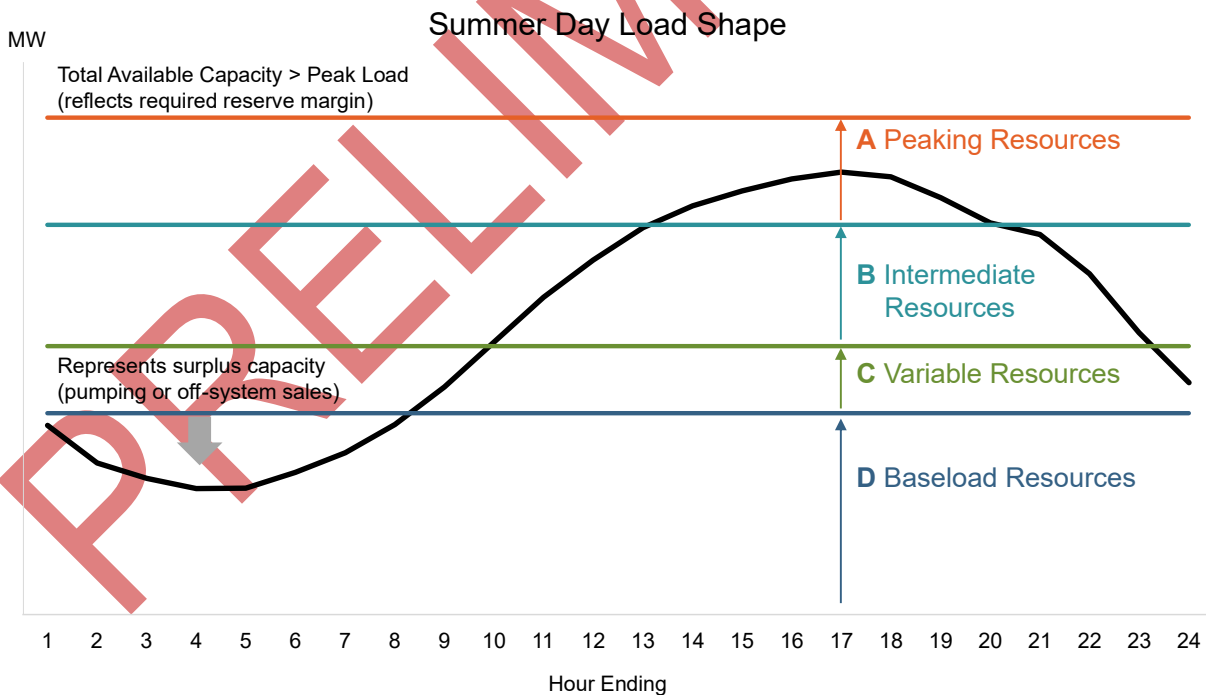 Summer Day Load Shape
MW
Total Available Capacity > Peak Load
(reflects required reserve margin)
A Peaking Resources
B Intermediate
Resources
Represents surplus capacity
(pumping or off-system sales)
C Variable Resources
D Baseload Resources
1 2 3 4 5 6 7 8 9 10 11 12 13 14 15 16 17 18 19 20 21 22 23 24
Hour Ending
PRELIM